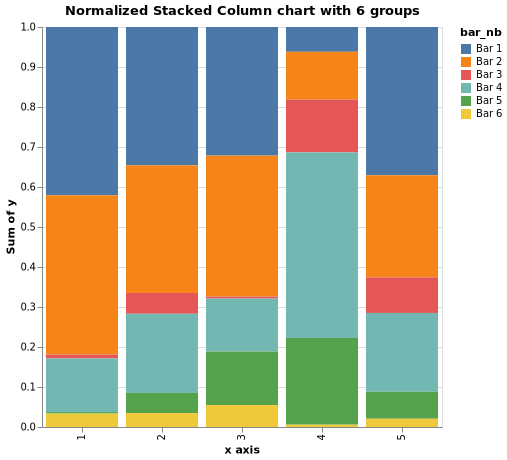 Normalized Stacked Column chart with 6 groups
bar_nb
Bar 1
Bar 2
Bar 3
Bar 4
Bar 5
Bar 6
Sum of y
1.0
0.9
0.8
0.7
0.6
0.5
0.4
0.3
0.2
0.1
0.0
1
2
3
4
5
x axis